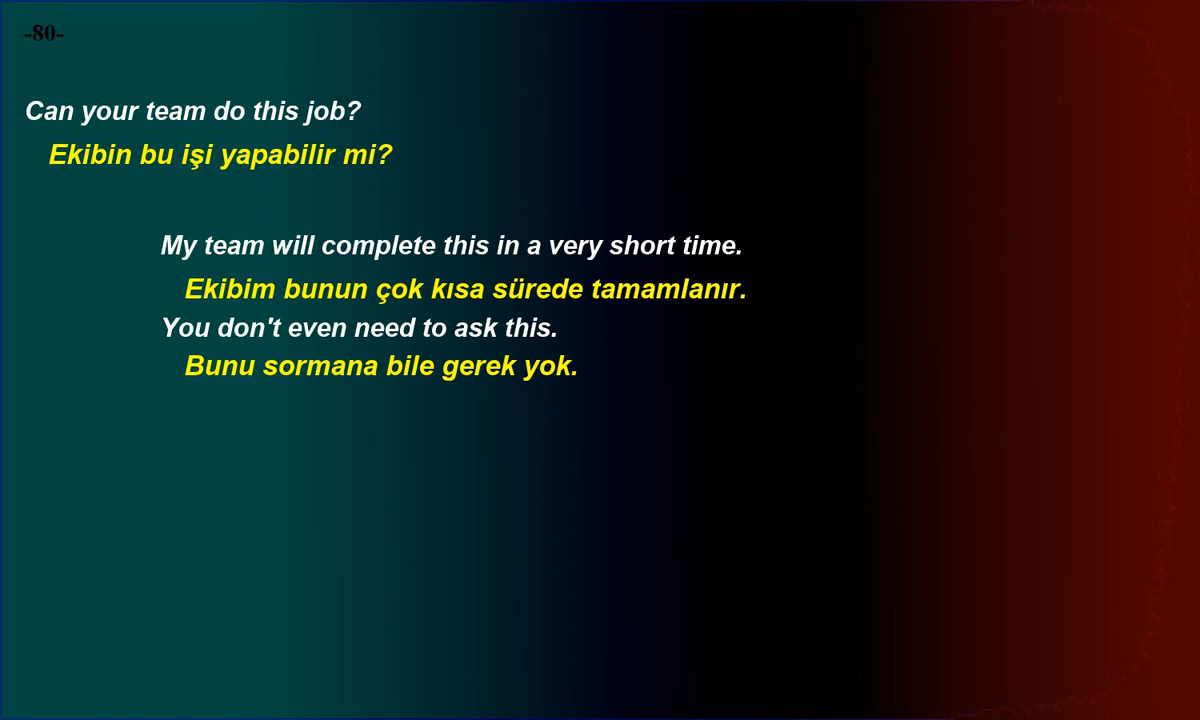 -80-
Can your team do this job?
Ekibin bu işi yapabilir mi?
My team will complete this in a very short time.
Ekibim bunun çok kısa sürede tamamlanır.
You don't even need to ask this.
Bunu sormana bile gerek yok.